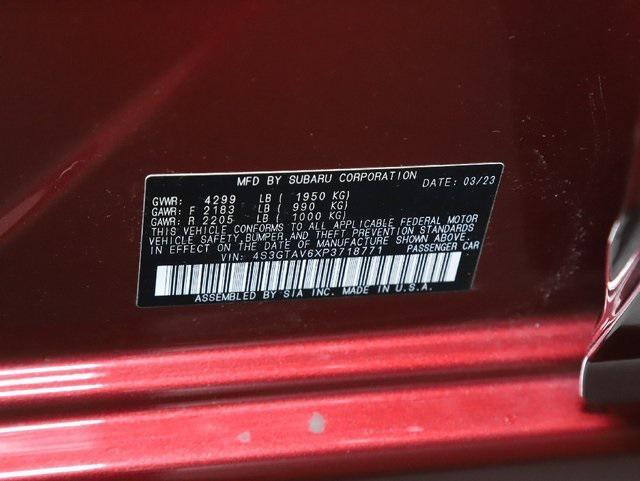 MFD BY SUBARU CORPORATION DATE: 03/23
GVWR: 4299 LB ( 1950 KG)
GAWR: F 2183 LB ( 990 KG)
GAWR: R 2205 LB ( 1000 KG)
THIS VEHICLE CONFORMS TO ALL APPLICABLE FEDERAL MOTOR
VEHICLE SAFETY, BUMPER, AND THEFT PREVENTION STANDARDS
IN EFFECT ON THE DATE OF MANUFACTURE SHOWN ABOVE.
VIN: 4S3GTAV6XP3718771 PASSENGER CAR
ASSEMBLED BY SIA INC. MADE IN U.S.A.